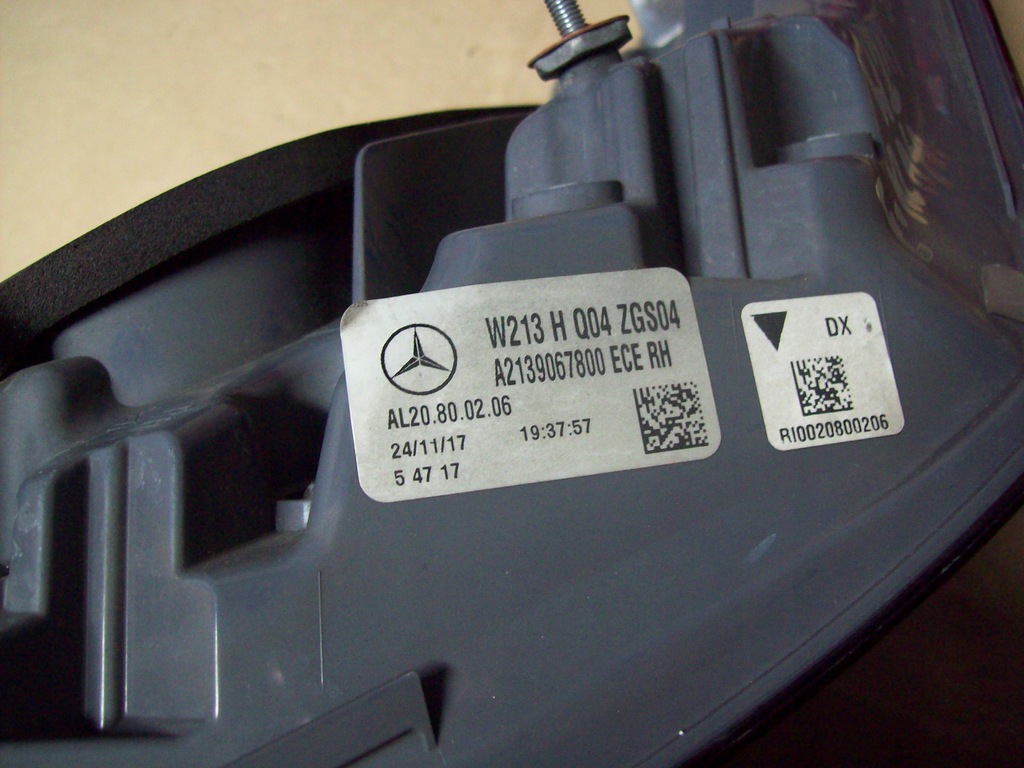 W213 H Q04 ZGS04
A2139067800 ECE RH
AL20.80.02.06
24/11/17 19:37:57
5 47 17
DX
RI0020800206